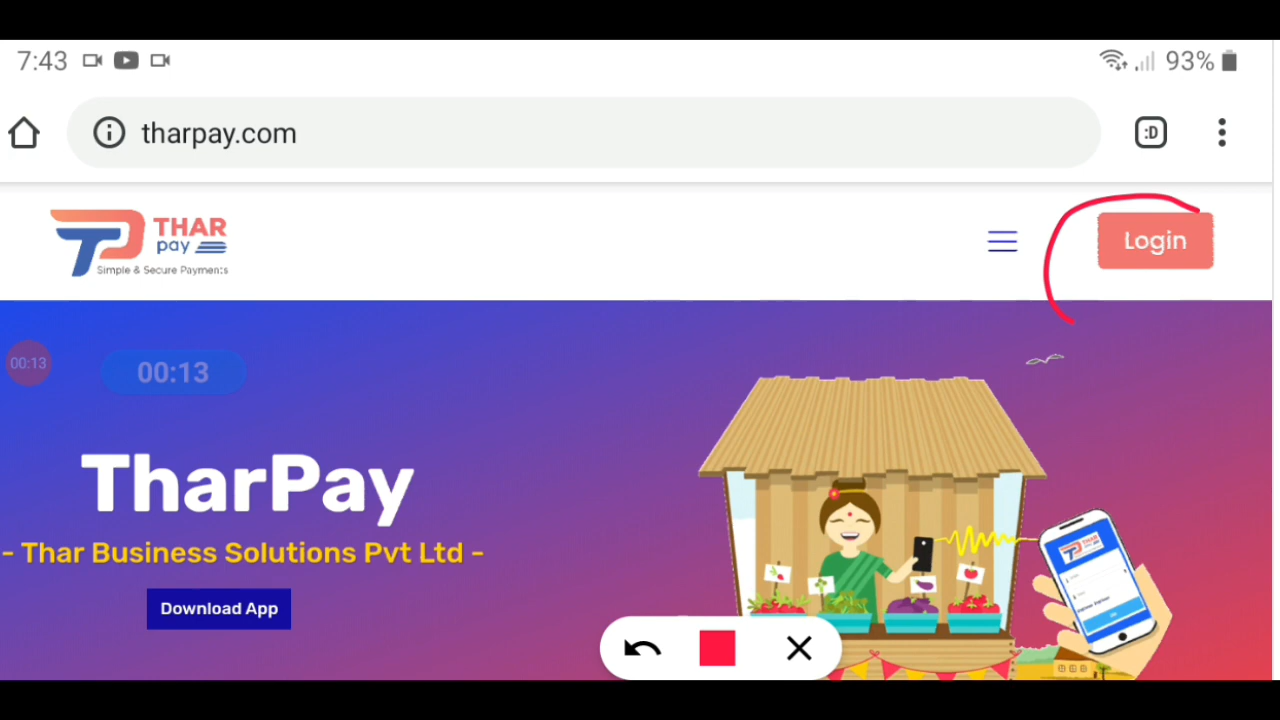 7:43 93%
tharpay.com :D
THAR
pay
Simple & Secure Payments
Login
00:13 00:13
TharPay
- Thar Business Solutions Pvt Ltd -
Download App
THAR